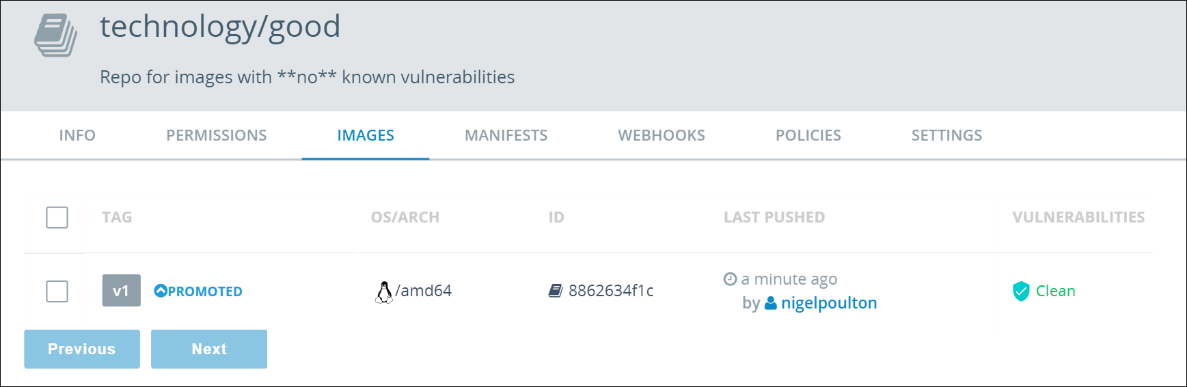 technology/good
Repo for images with **no** known vulnerabilities
INFO PERMISSIONS IMAGES MANIFESTS WEBHOOKS POLICIES SETTINGS
TAG OS/ARCH ID LAST PUSHED VULNERABILITIES
v1 PROMOTED /amd64 8862634f1c a minute ago Clean
by nigelpoulton
Previous Next